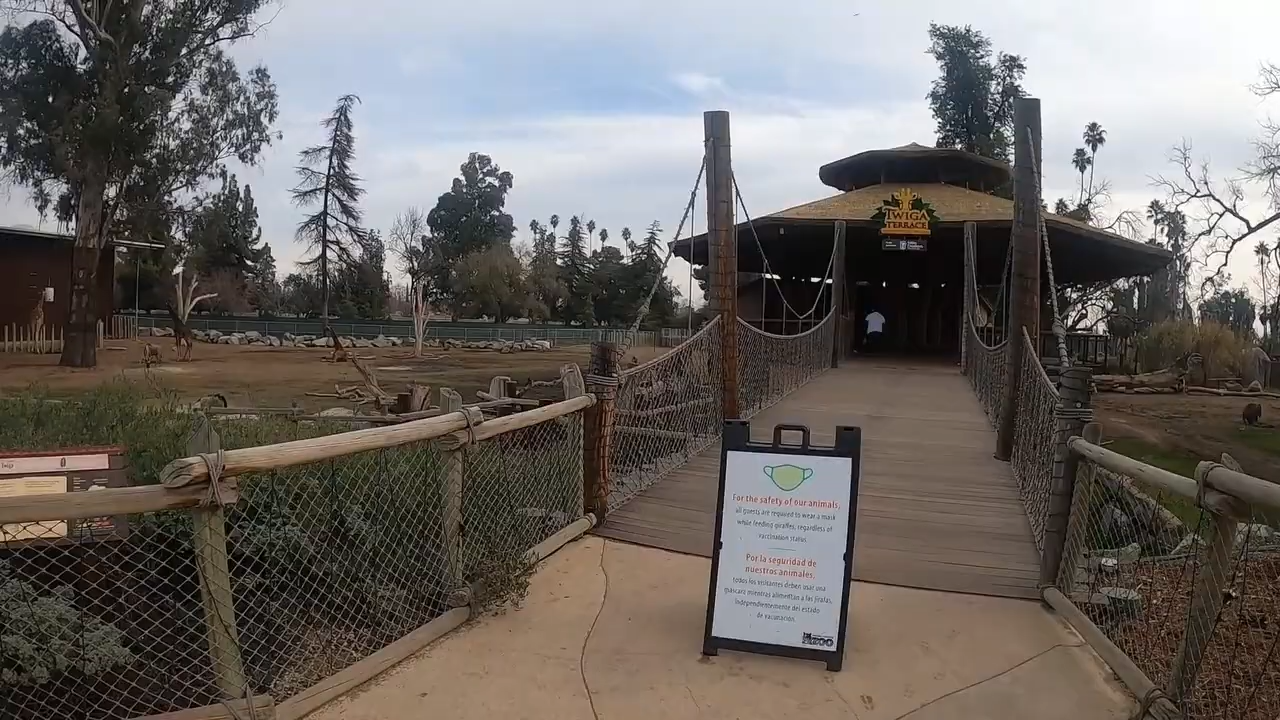 TWIGA
TERRACE
For the safety of our animals,
all guests are required to wear a mask
while feeding giraffes, regardless of
vaccination status.
Por la seguridad de
nuestros animales,
todos los visitantes deben usar una
máscara mientras alimentan a las jirafas,
independientemente del estado
de vacunación.
ZOO